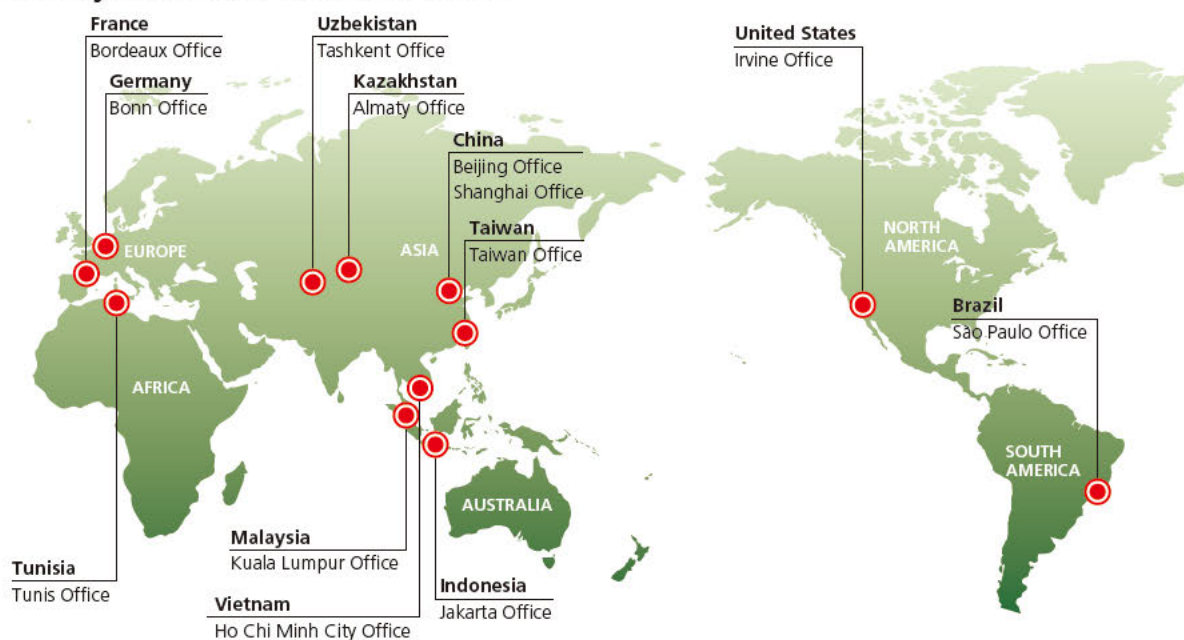 France
Bordeaux Office
Germany
Bonn Office
Uzbekistan
Tashkent Office
Kazakhstan
Almaty Office
China
Beijing Office
Shanghai Office
Taiwan
Taiwan Office
United States
Irvine Office
Brazil
São Paulo Office
EUROPE
ASIA
AFRICA
AUSTRALIA
NORTH
AMERICA
SOUTH
AMERICA
Tunisia
Tunis Office
Malaysia
Kuala Lumpur Office
Vietnam
Ho Chi Minh City Office
Indonesia
Jakarta Office